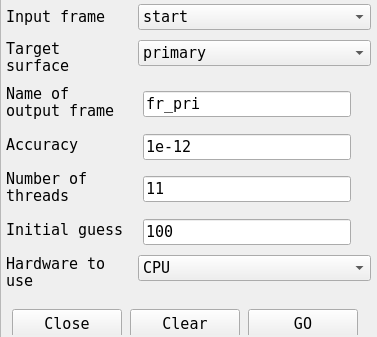 Input frame start
Target surface primary
Name of output frame fr_pri
Accuracy 1e-12
Number of threads 11
Initial guess 100
Hardware to use CPU
Close Clear GO